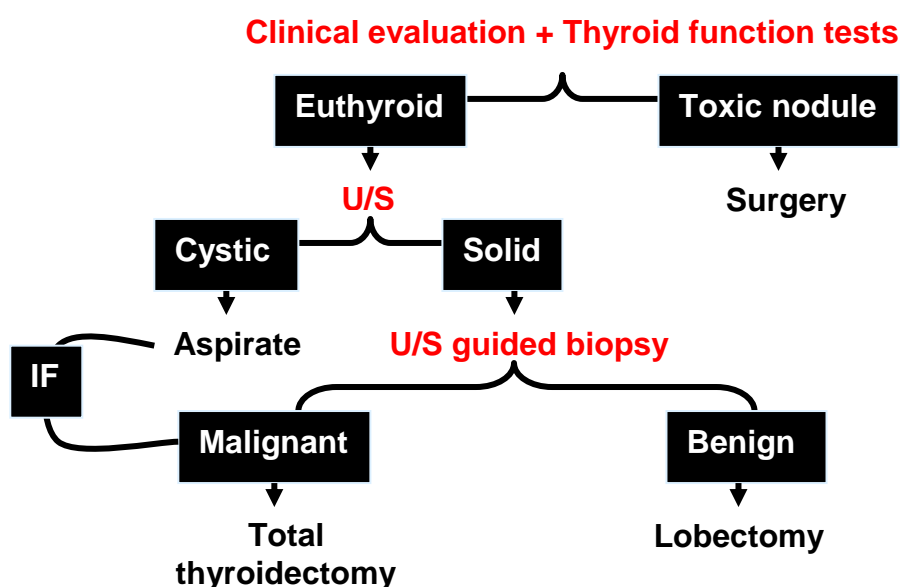 Clinical evaluation + Thyroid function tests
Euthyroid
Toxic nodule
U/S
Surgery
Cystic
Solid
Aspirate
U/S guided biopsy
IF
Malignant
Benign
Total
thyroidectomy
Lobectomy